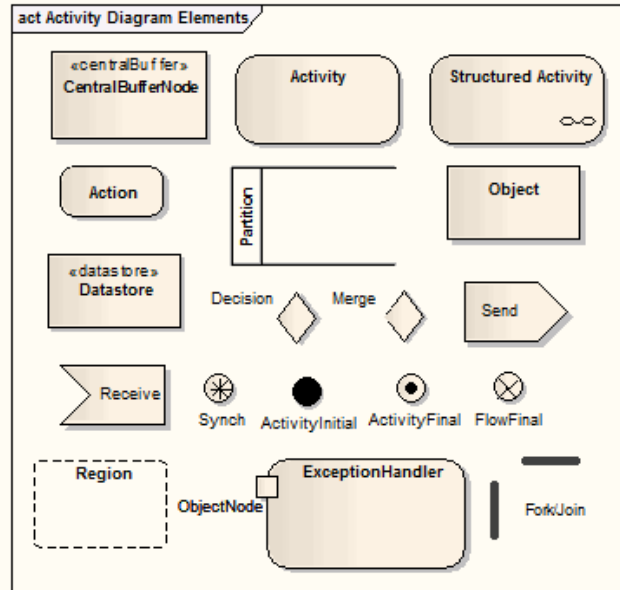 act Activity Diagram Elements
«centralBuffer»
CentralBufferNode
Activity
Structured Activity
Action
Partition
Object
«datastore»
Datastore
Decision
Merge
Send
Receive
Synch
ActivityInitial
ActivityFinal
FlowFinal
Region
ObjectNode
ExceptionHandler
Fork/Join